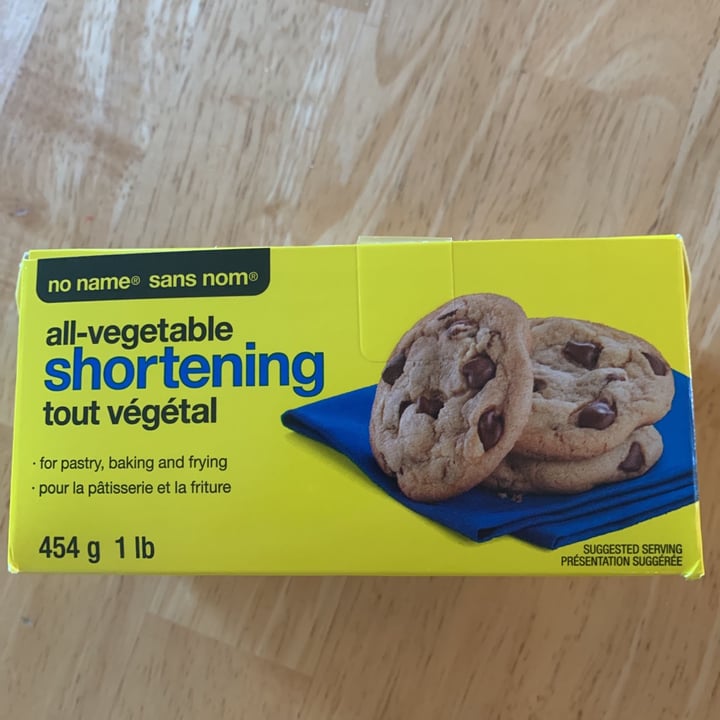 no name® sans nom®
all-vegetable
shortening
tout végétal
· for pastry, baking and frying
· pour la pâtisserie et la friture
454 g 1 lb
SUGGESTED SERVING
PRÉSENTATION SUGGÉRÉE